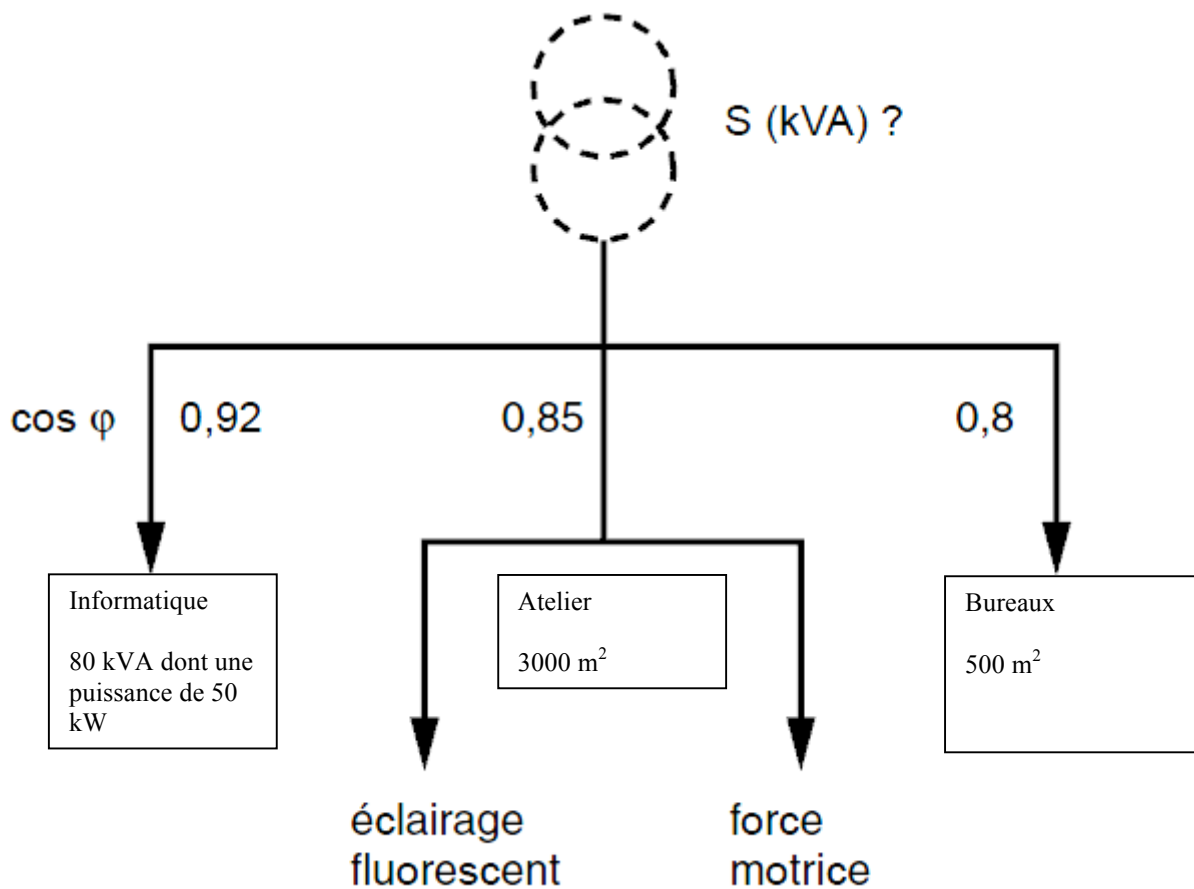 S (kVA) ?
cos φ 0,92 0,85 0,8
Informatique
80 kVA dont une
puissance de 50
kW
Atelier
3000 m²
Bureaux
500 m²
éclairage
fluorescent
force
motrice